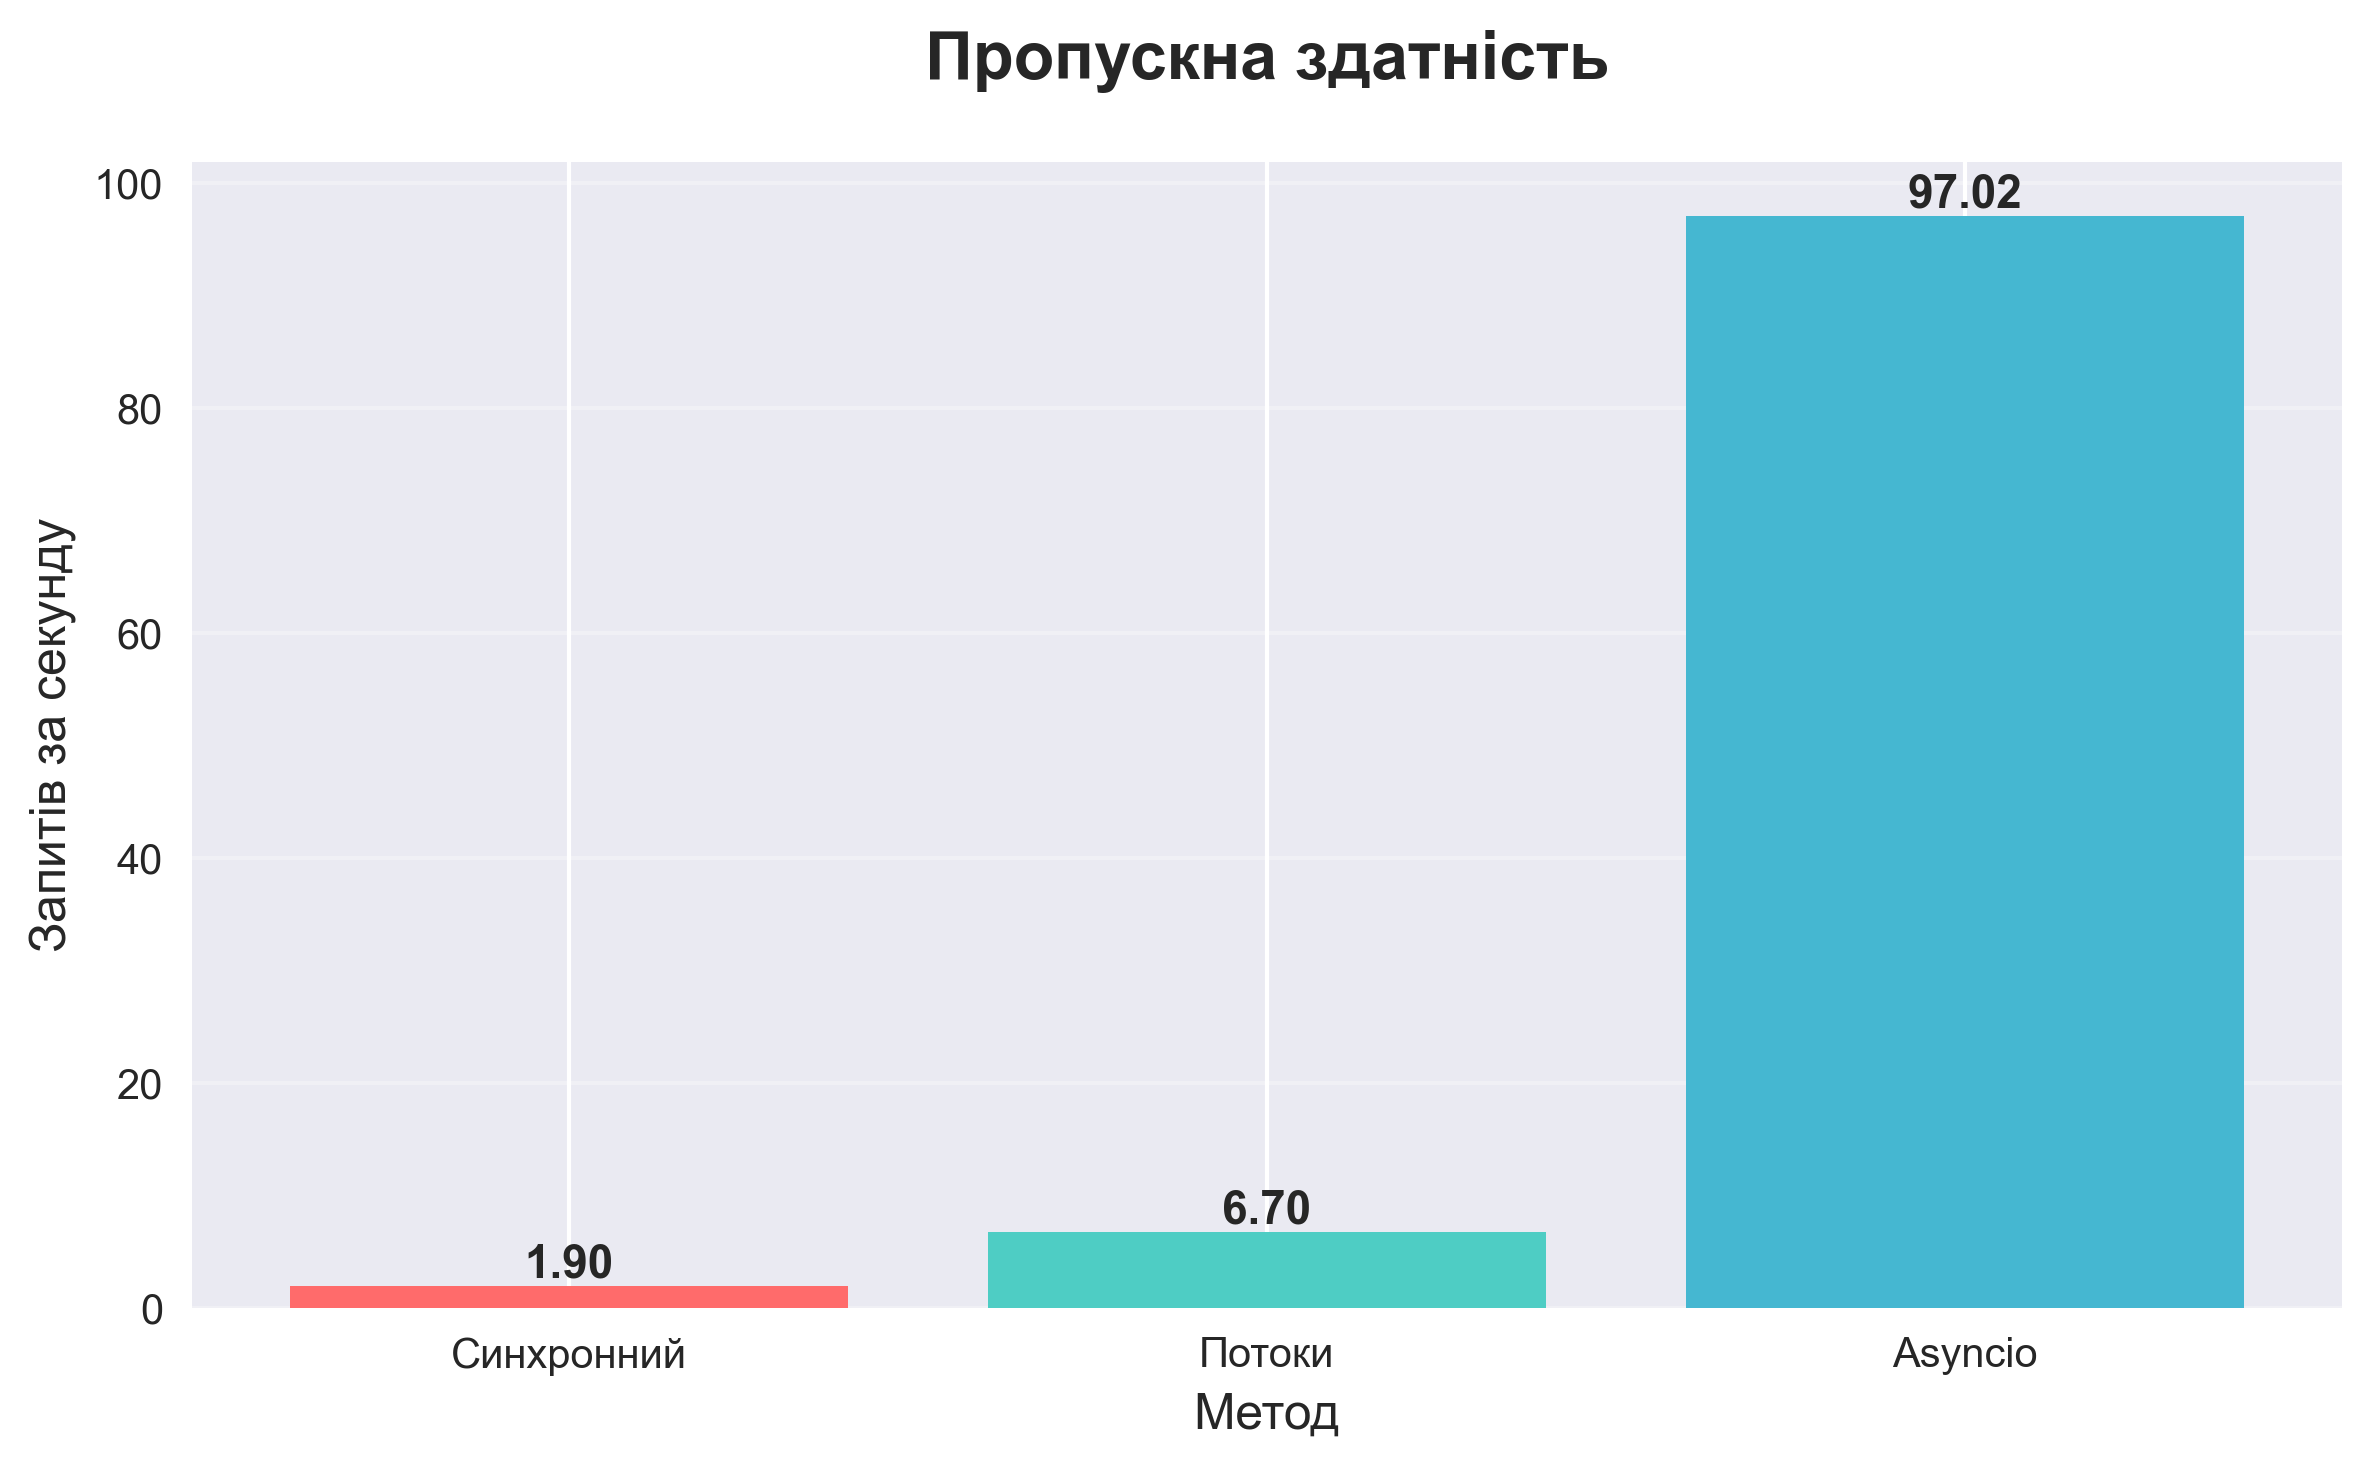 Пропускна здатність
Запитів за секунду
100
80
60
40
20
0
97.02
6.70
1.90
Синхронний
Потоки
Asyncio
Метод